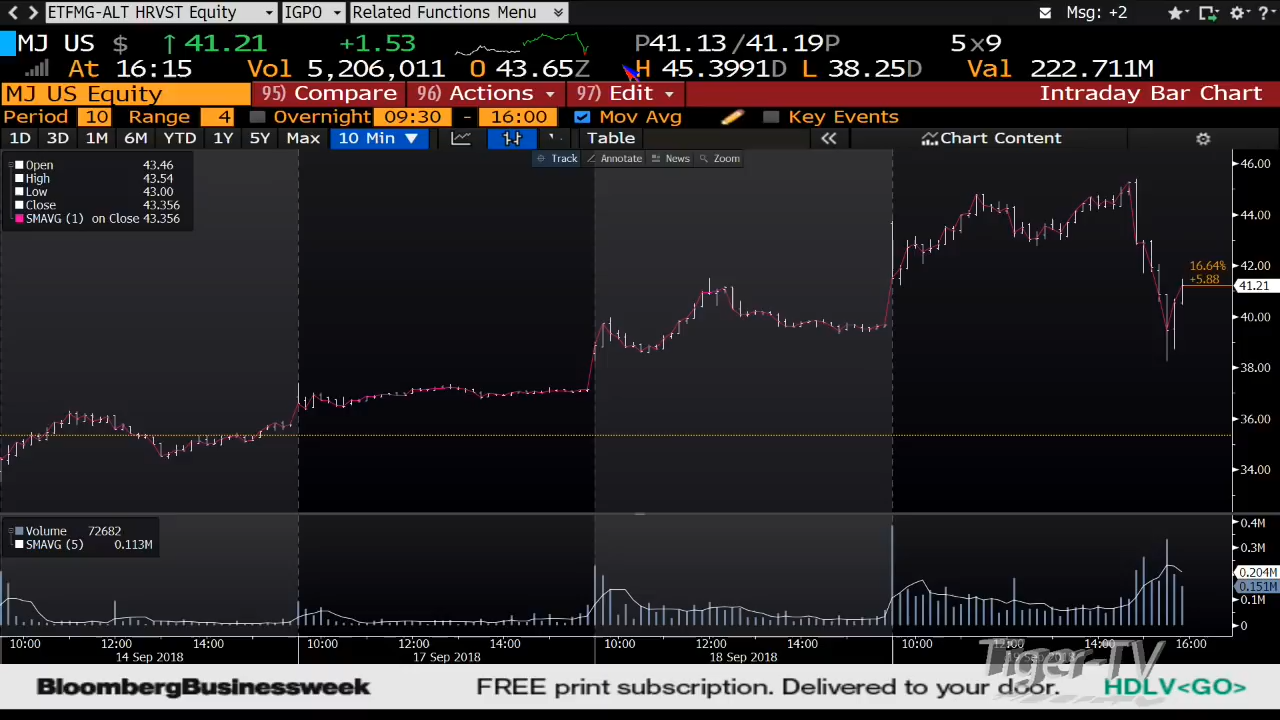 ETFMG-ALT HRVST Equity IGPO Related Functions Menu Msg: +2
MJ US $ ↑41.21 +1.53 P41.13/41.19P 5x9
At 16:15 Vol 5,206,011 O 43.65Z H 45.3991D L 38.25D Val 222.711M
MJ US Equity 95) Compare 96) Actions 97) Edit Intraday Bar Chart
Period 10 Range 4 Overnight 09:30 - 16:00 Mov Avg Key Events
1D 3D 1M 6M YTD 1Y 5Y Max 10 Min ▼ Table « Chart Content
Track Annotate News Zoom
Open 43.46
High 43.54
Low 43.00
Close 43.356
SMAVG (1) on Close 43.356
46.00
44.00
42.00
16.64%
+5.88
41.21
40.00
38.00
36.00
34.00
Volume 72682
SMAVG (5) 0.113M
0.4M
0.3M
0.204M
0.151M
0.1M
0
10:00 12:00 14:00 10:00 12:00 14:00 10:00 12:00 14:00 10:00 12:00 14:00 16:00
14 Sep 2018 17 Sep 2018 18 Sep 2018 19 Sep 2018
Tiger-TV
BloombergBusinessweek FREE print subscription. Delivered to your door. HDLV<GO>